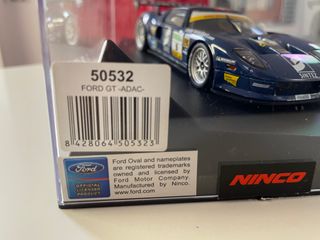 50532
FORD GT -ADAC-
8 428064 505323
Ford
OFFICIAL
LICENSED
PRODUCT
Ford Oval and nameplates
are registered trademarks
owned and licensed by
Ford Motor Company.
Manufactured by Ninco.
www.ford.com
NINCO